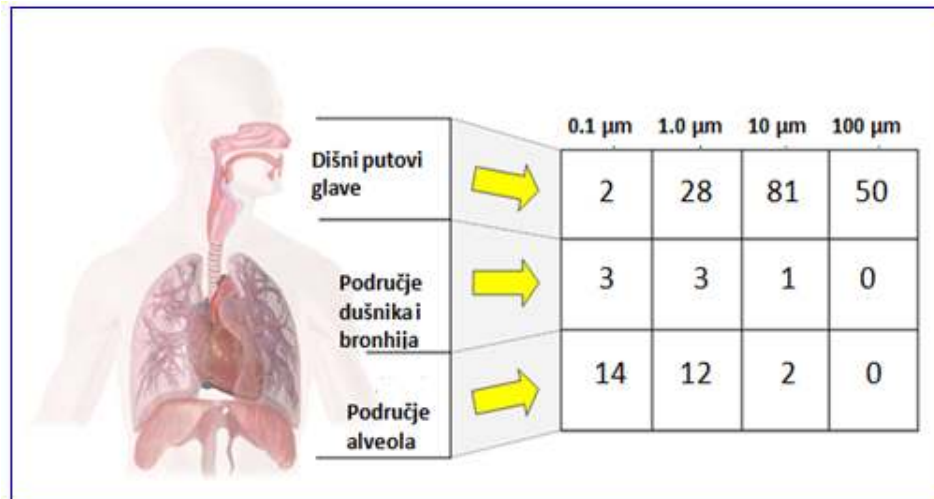 0.1 µm 1.0 µm 10 µm 100 µm
Dišni putovi
glave
2 28 81 50
Područje
dušnika i
bronhija
3 3 1 0
Područje
alveola
14 12 2 0